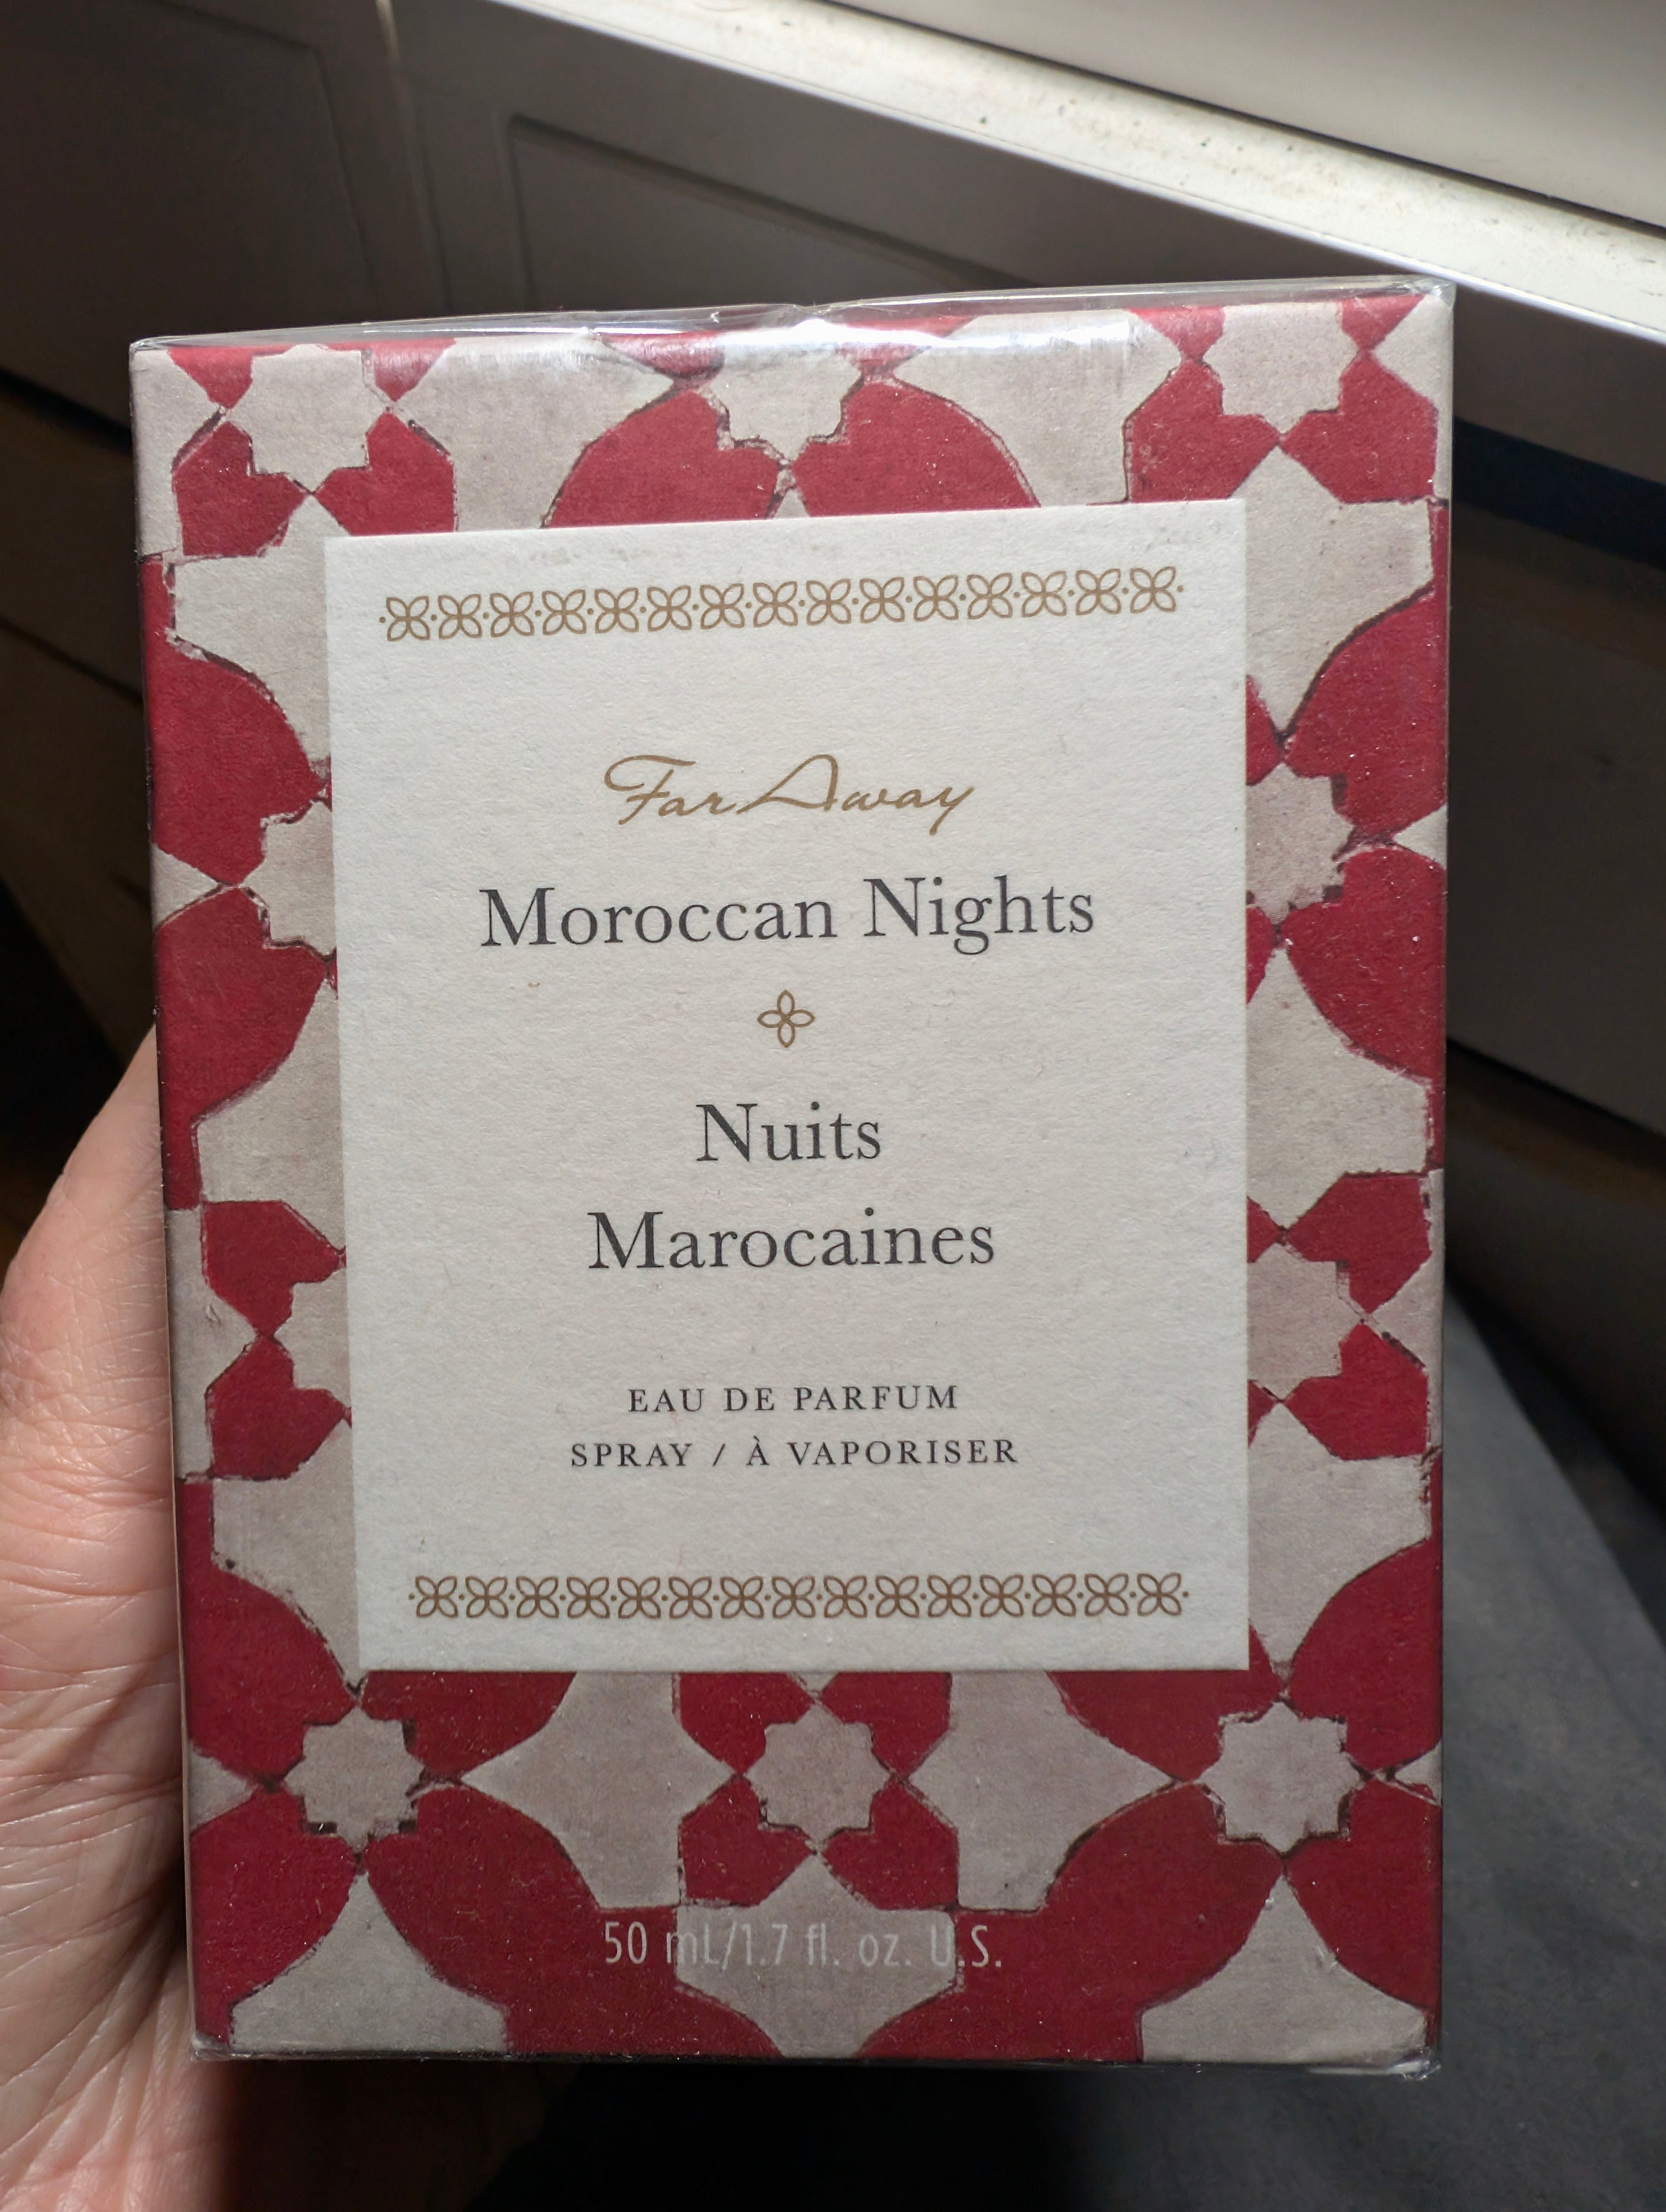 Far Away
Moroccan Nights
Nuits
Marocaines
EAU DE PARFUM
SPRAY / À VAPORISER
50 mL/1.7 fl. oz. U.S.